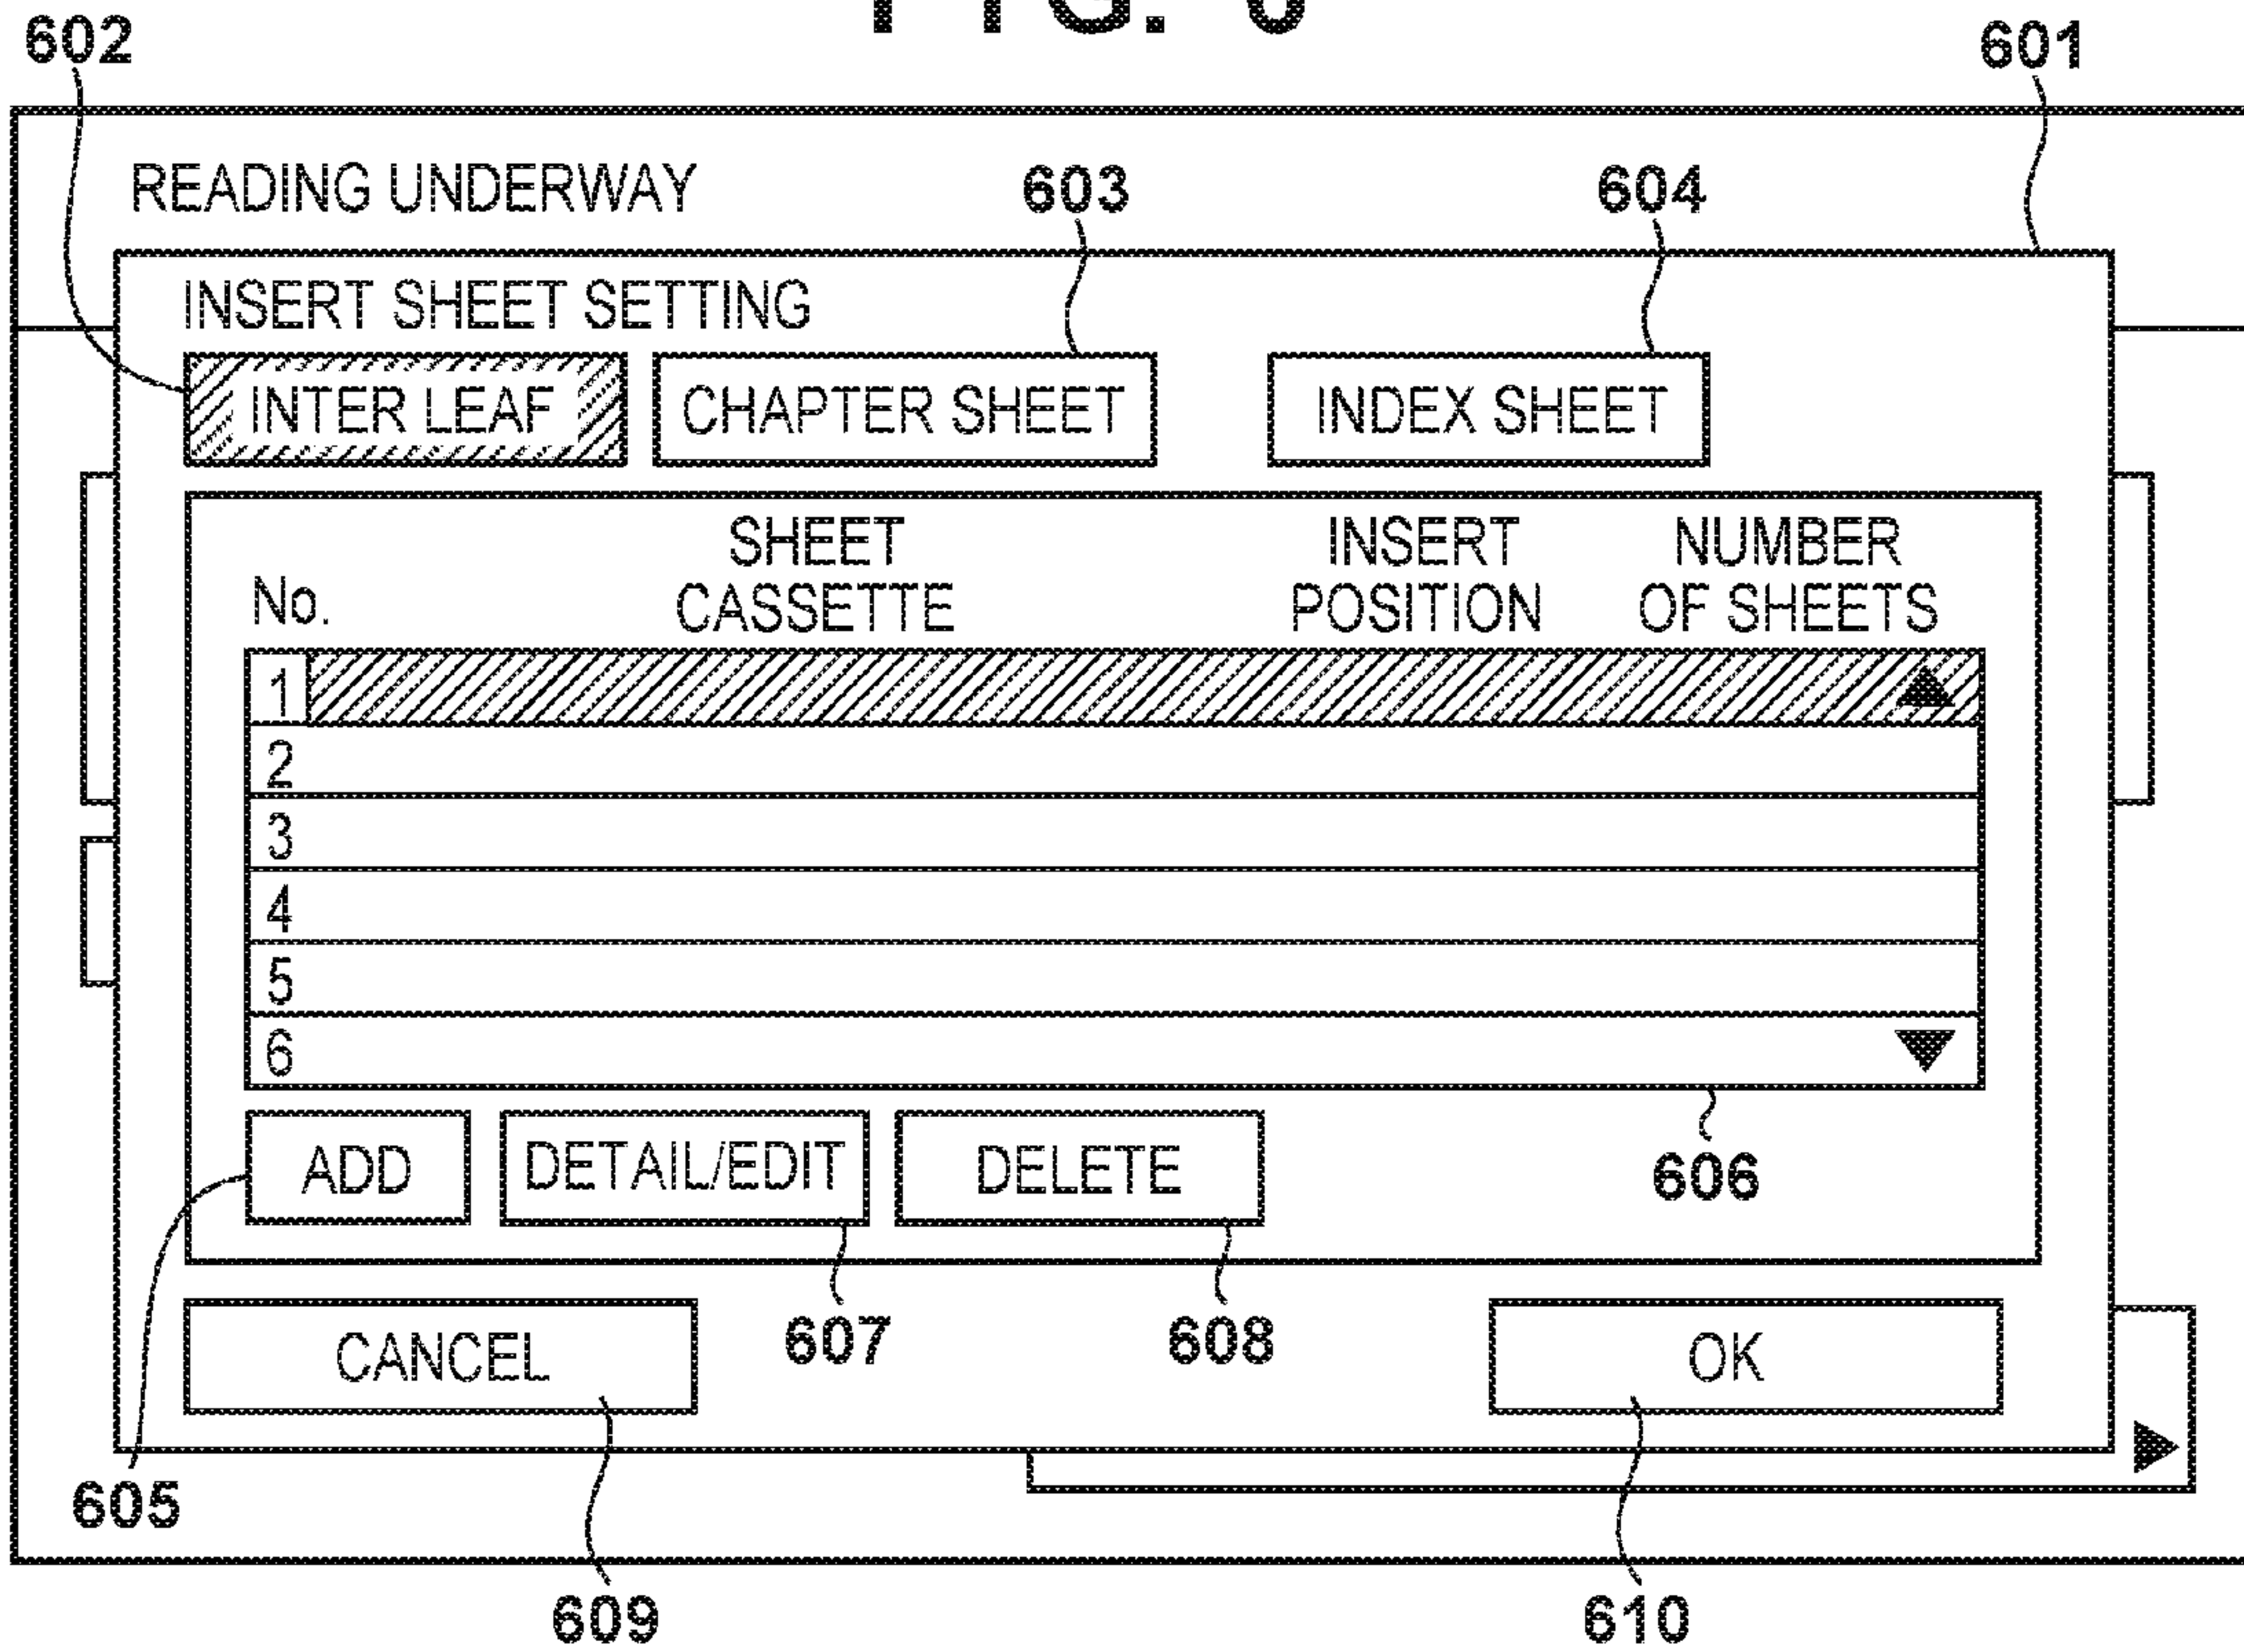 FIG. 6
602
601
READING UNDERWAY
603
604
INSERT SHEET SETTING
INTER LEAF
CHAPTER SHEET
INDEX SHEET
No.
SHEET
CASSETTE
INSERT
POSITION
NUMBER
OF SHEETS
1
2
3
4
5
6
ADD
DETAIL/EDIT
DELETE
606
CANCEL
607
608
OK
605
609
610